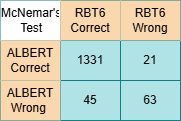 McNemar's Test RBT6 Correct RBT6 Wrong
ALBERT Correct 1331 21
ALBERT Wrong 45 63